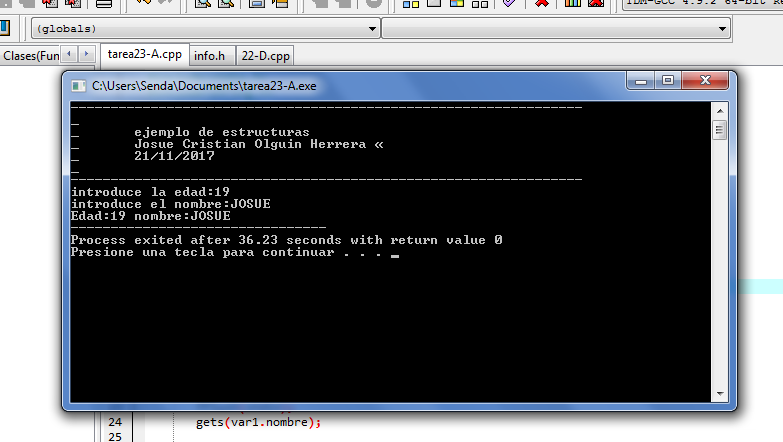 TDM-GCC 4.9.2 64-bit Re
(globals)
Clases(Fun
tarea23-A.cpp info.h 22-D.cpp
C:\Users\Senda\Documents\tarea23-A.exe
----------------------------------------------------------------
_
_ ejemplo de estructuras
_ Josue Cristian Olguin Herrera «
_ 21/11/2017
_
----------------------------------------------------------------
introduce la edad:19
introduce el nombre:JOSUE
Edad:19 nombre:JOSUE
--------------------------------
Process exited after 36.23 seconds with return value 0
Presione una tecla para continuar . . . _
24 gets(var1.nombre);
25